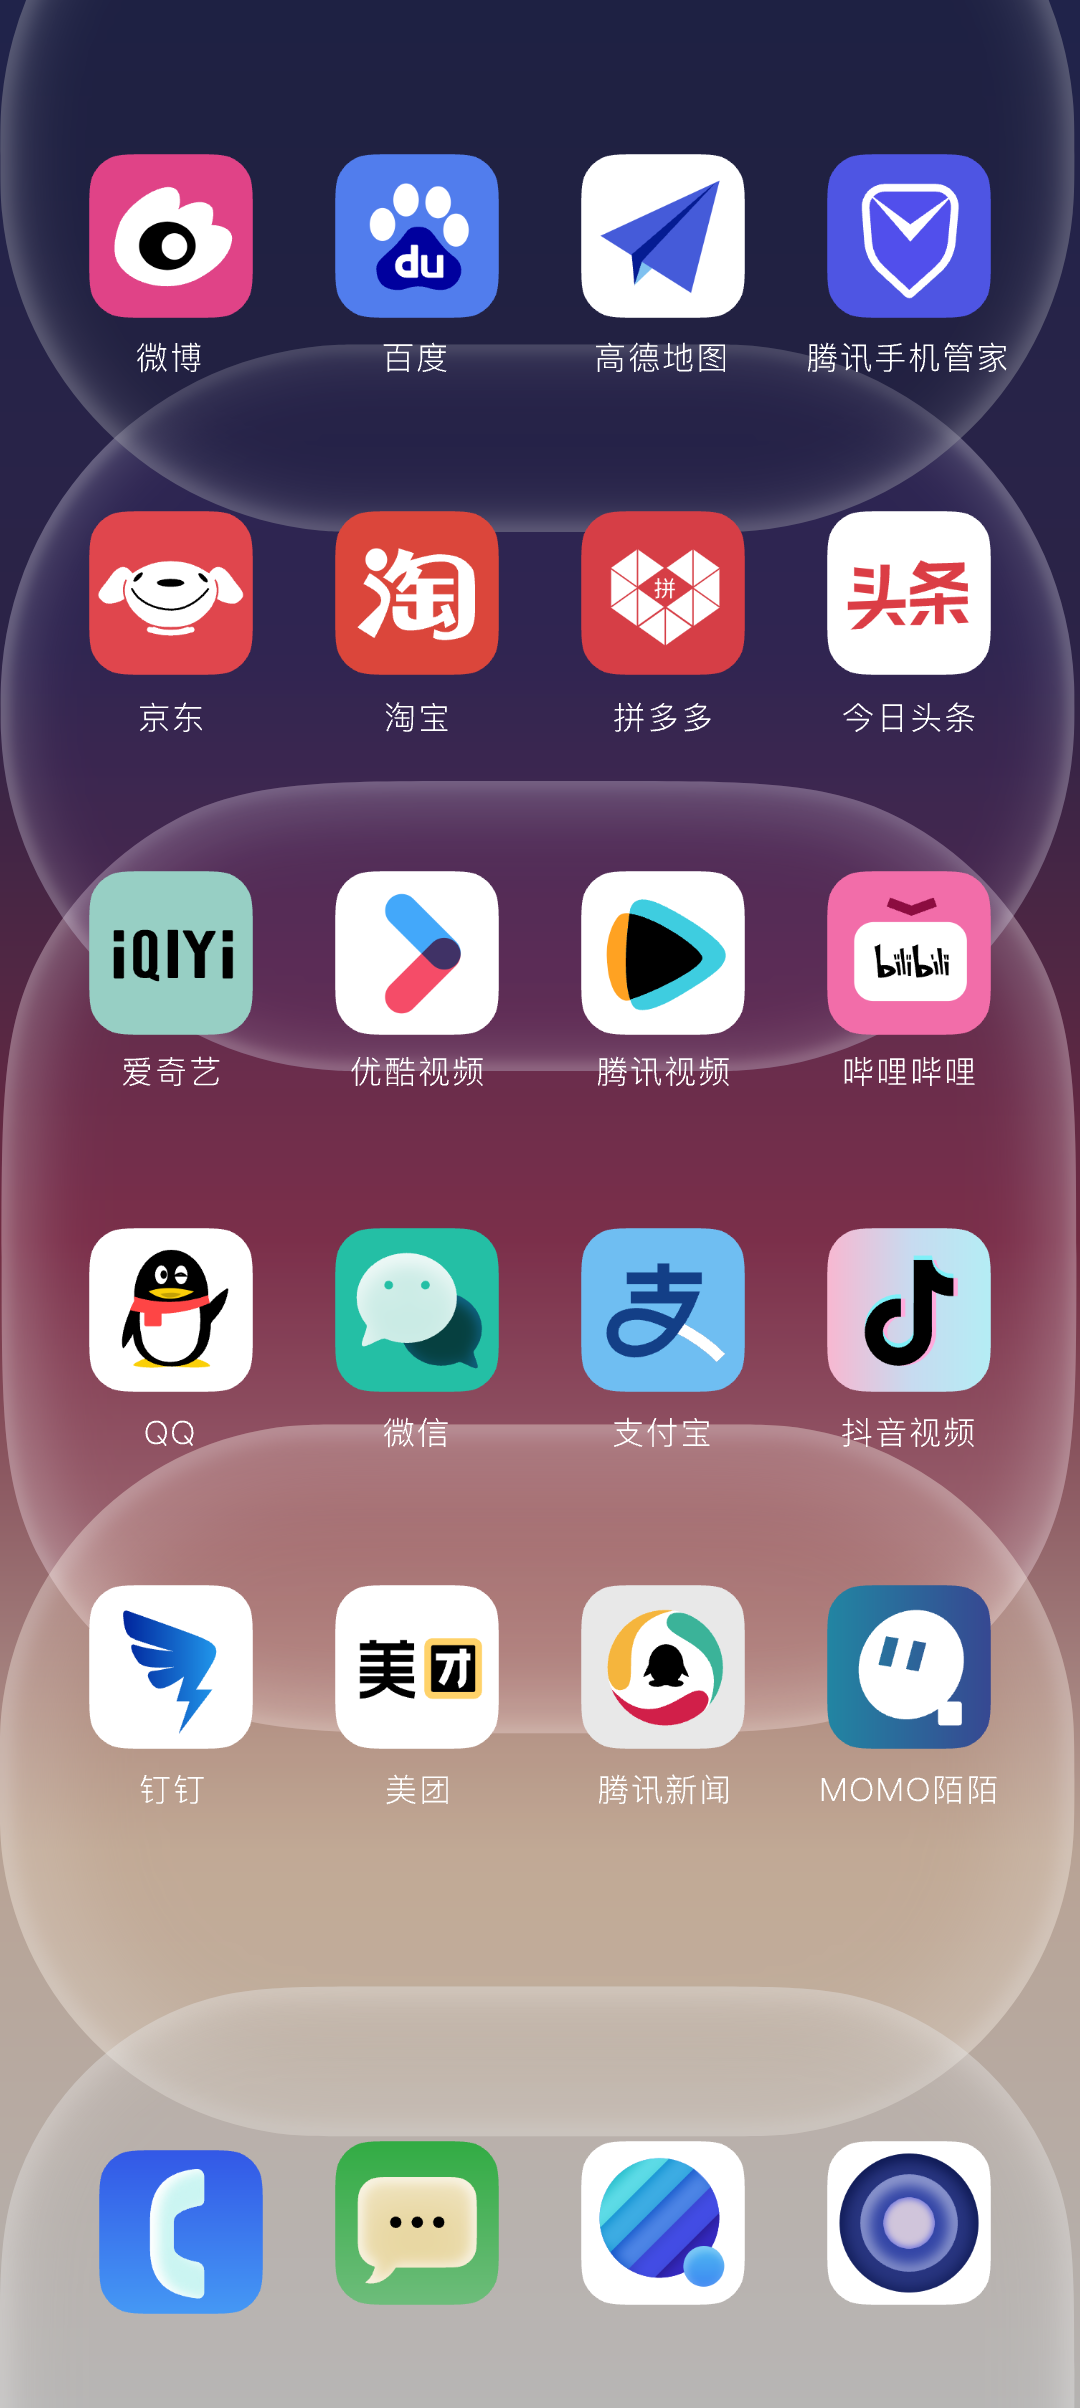 du
微博
百度
高德地图
腾讯手机管家
淘
拼
头条
京东
淘宝
拼多多
今日头条
iQIYI
bilibili
爱奇艺
优酷视频
腾讯视频
哔哩哔哩
支
QQ
微信
支付宝
抖音视频
美团
钉钉
美团
腾讯新闻
MOMO陌陌